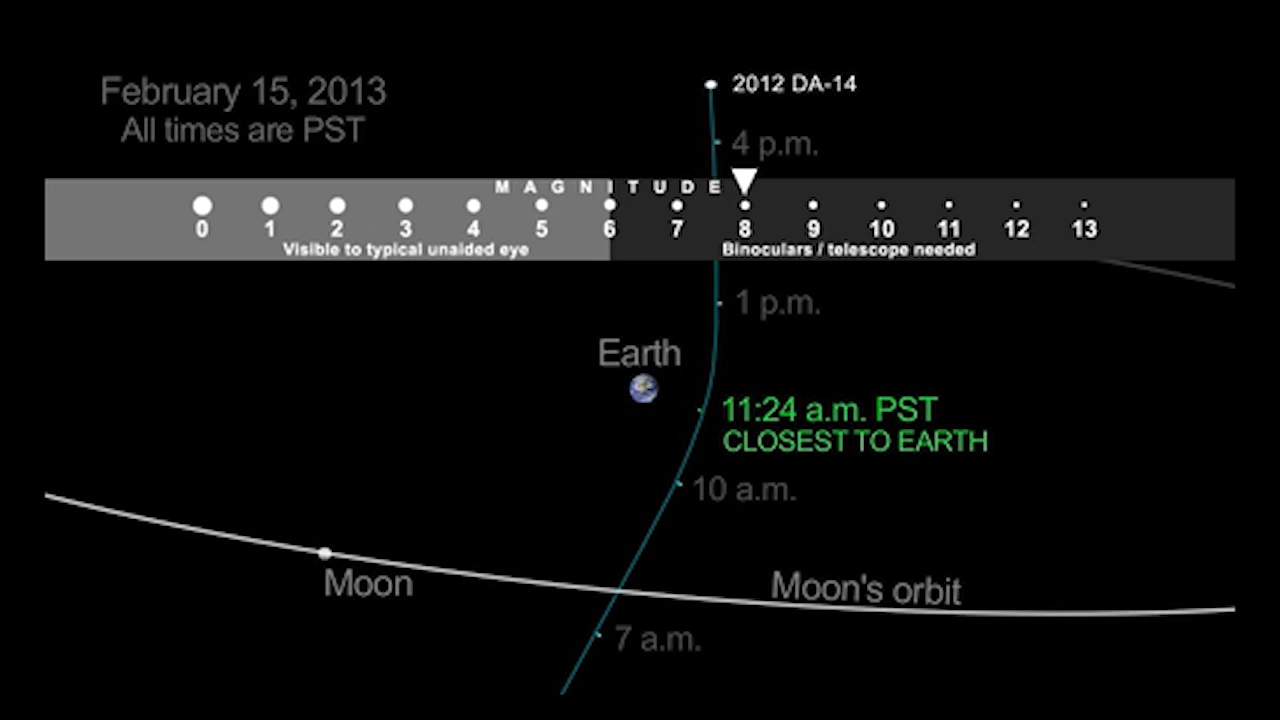 February 15, 2013
All times are PST
2012 DA-14
4 p.m.
MAGNITUDE
0 1 2 3 4 5 6 7 8 9 10 11 12 13
Visible to typical unaided eye
Binoculars / telescope needed
1 p.m.
Earth
11:24 a.m. PST
CLOSEST TO EARTH
10 a.m.
Moon
Moon's orbit
7 a.m.